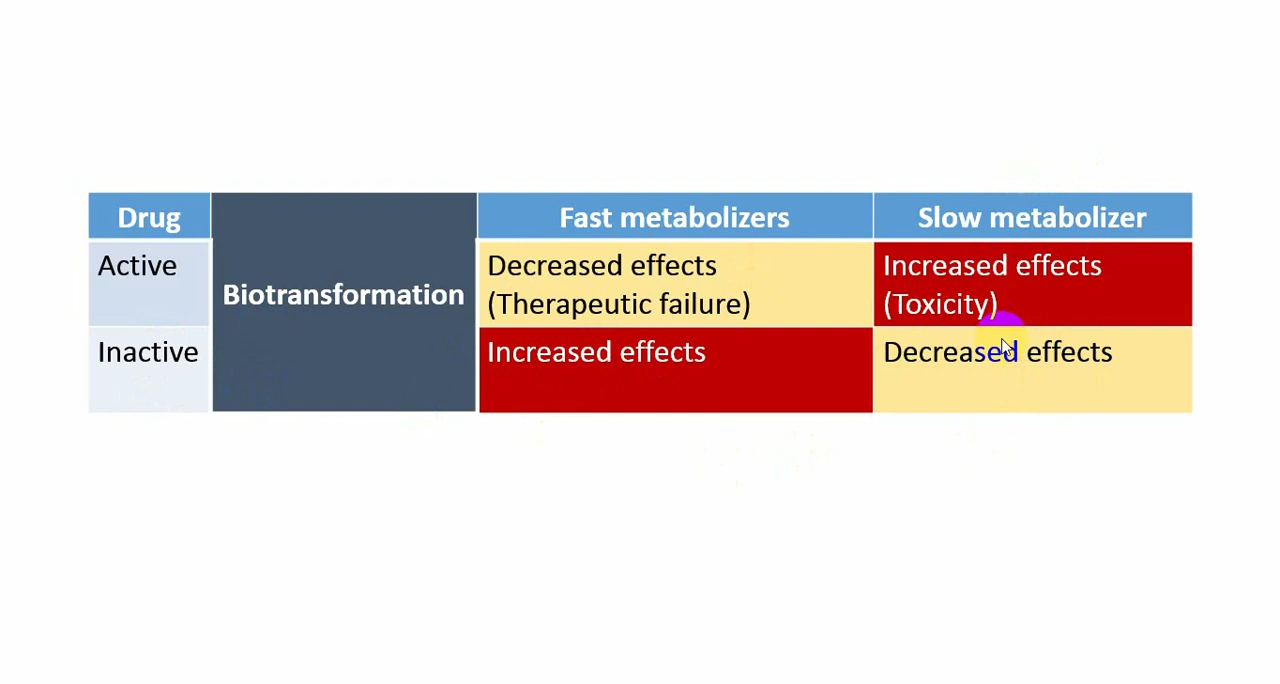 Drug
Biotransformation
Fast metabolizers
Slow metabolizer
Active
Decreased effects
(Therapeutic failure)
Increased effects
(Toxicity)
Inactive
Increased effects
Decreased effects